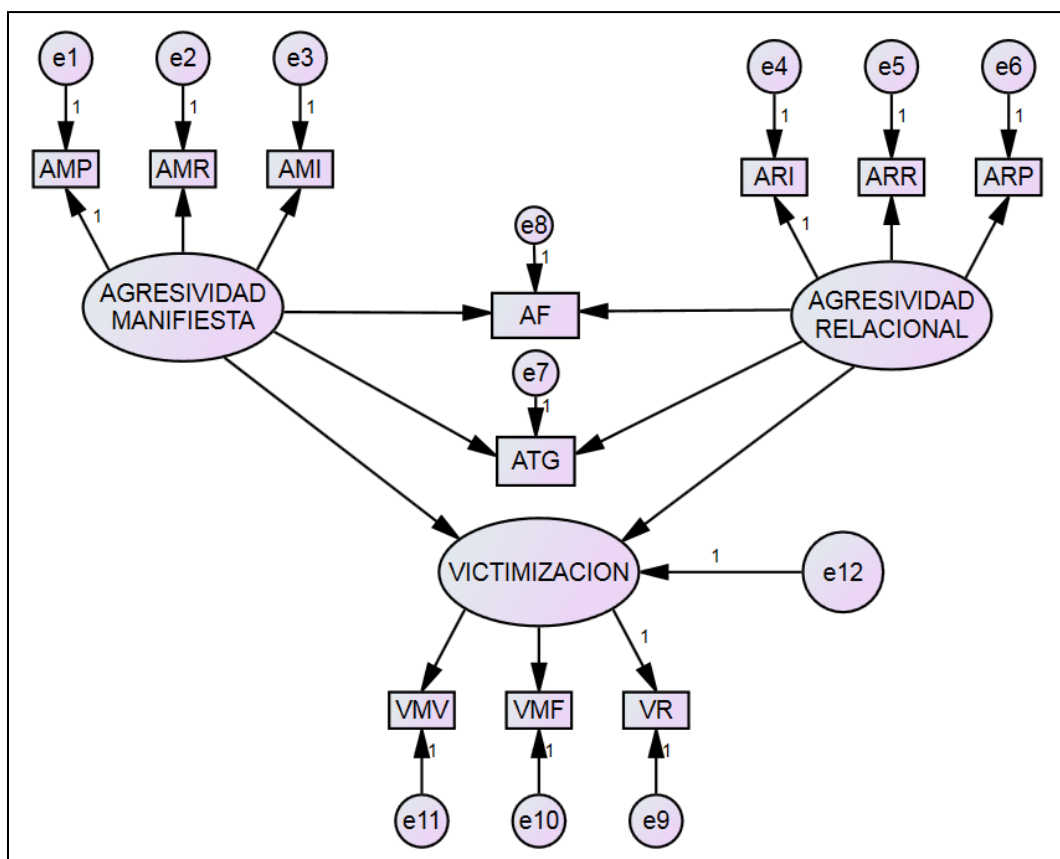 e1
e2
e3
e4
e5
e6
1
1
1
1
1
1
AMP
AMR
AMI
ARI
ARR
ARP
1
1
e8
1
AGRESIVIDAD
MANIFIESTA
AF
AGRESIVIDAD
RELACIONAL
e7
1
ATG
VICTIMIZACION
1
e12
1
VMV
VMF
VR
1
1
1
e11
e10
e9